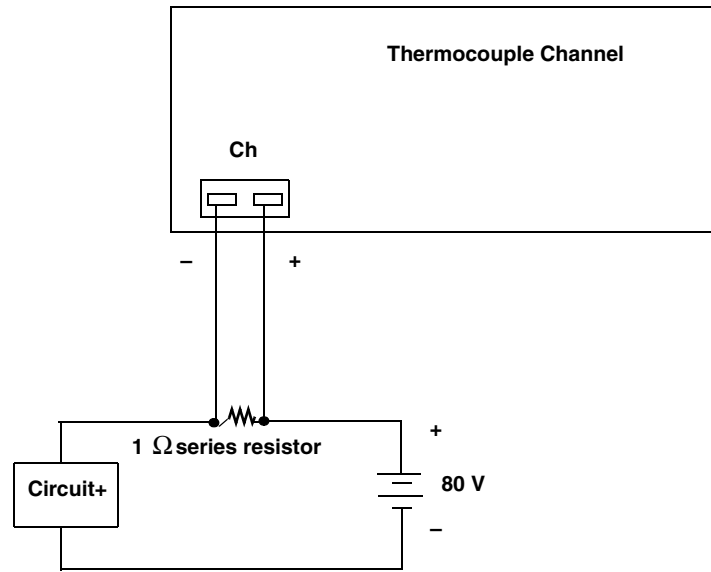 Thermocouple Channel
Ch
– +
1 Ω series resistor
+
Circuit+
80 V
–